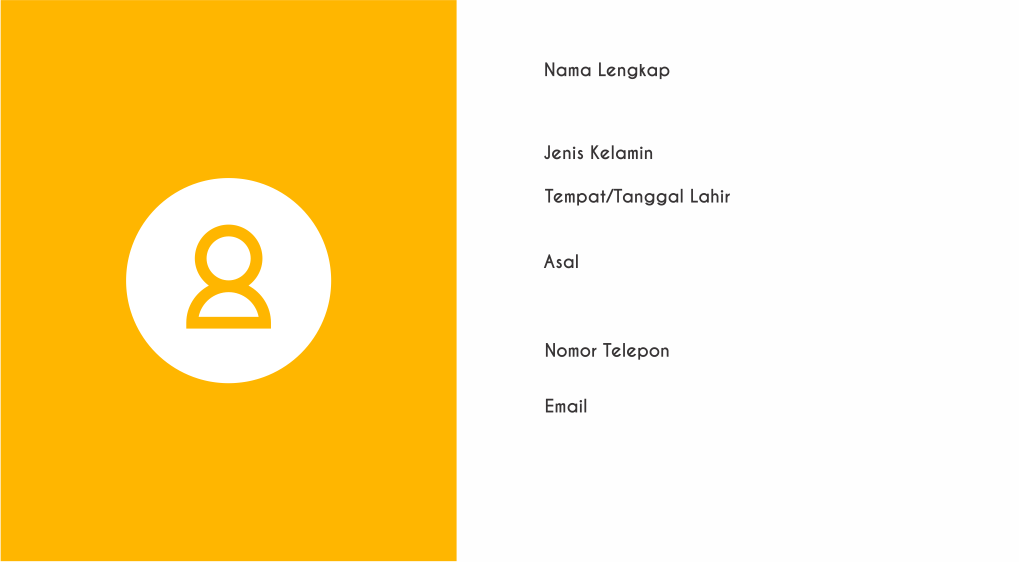 Nama Lengkap
Jenis Kelamin
Tempat/Tanggal Lahir
Asal
Nomor Telepon
Email